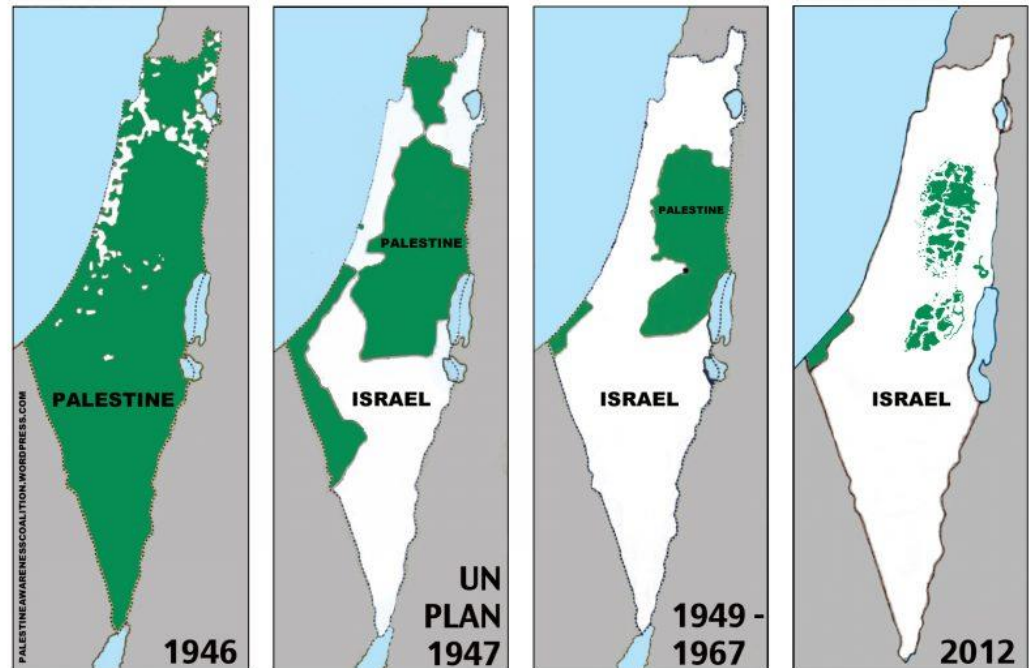 PALESTINEAWARENESSCOALITION.WORDPRESS.COM
PALESTINE
1946
PALESTINE
ISRAEL
UN
PLAN
1947
PALESTINE
ISRAEL
1949 -
1967
ISRAEL
2012